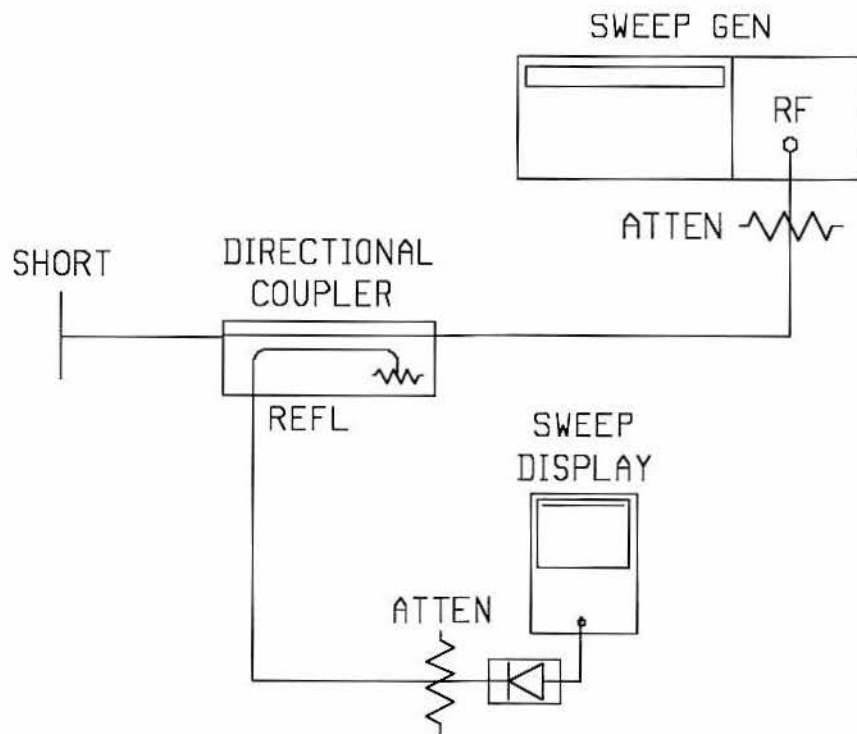 SWEEP GEN
RF
ATTEN
SHORT
DIRECTIONAL
COUPLER
REFL
SWEEP
DISPLAY
ATTEN